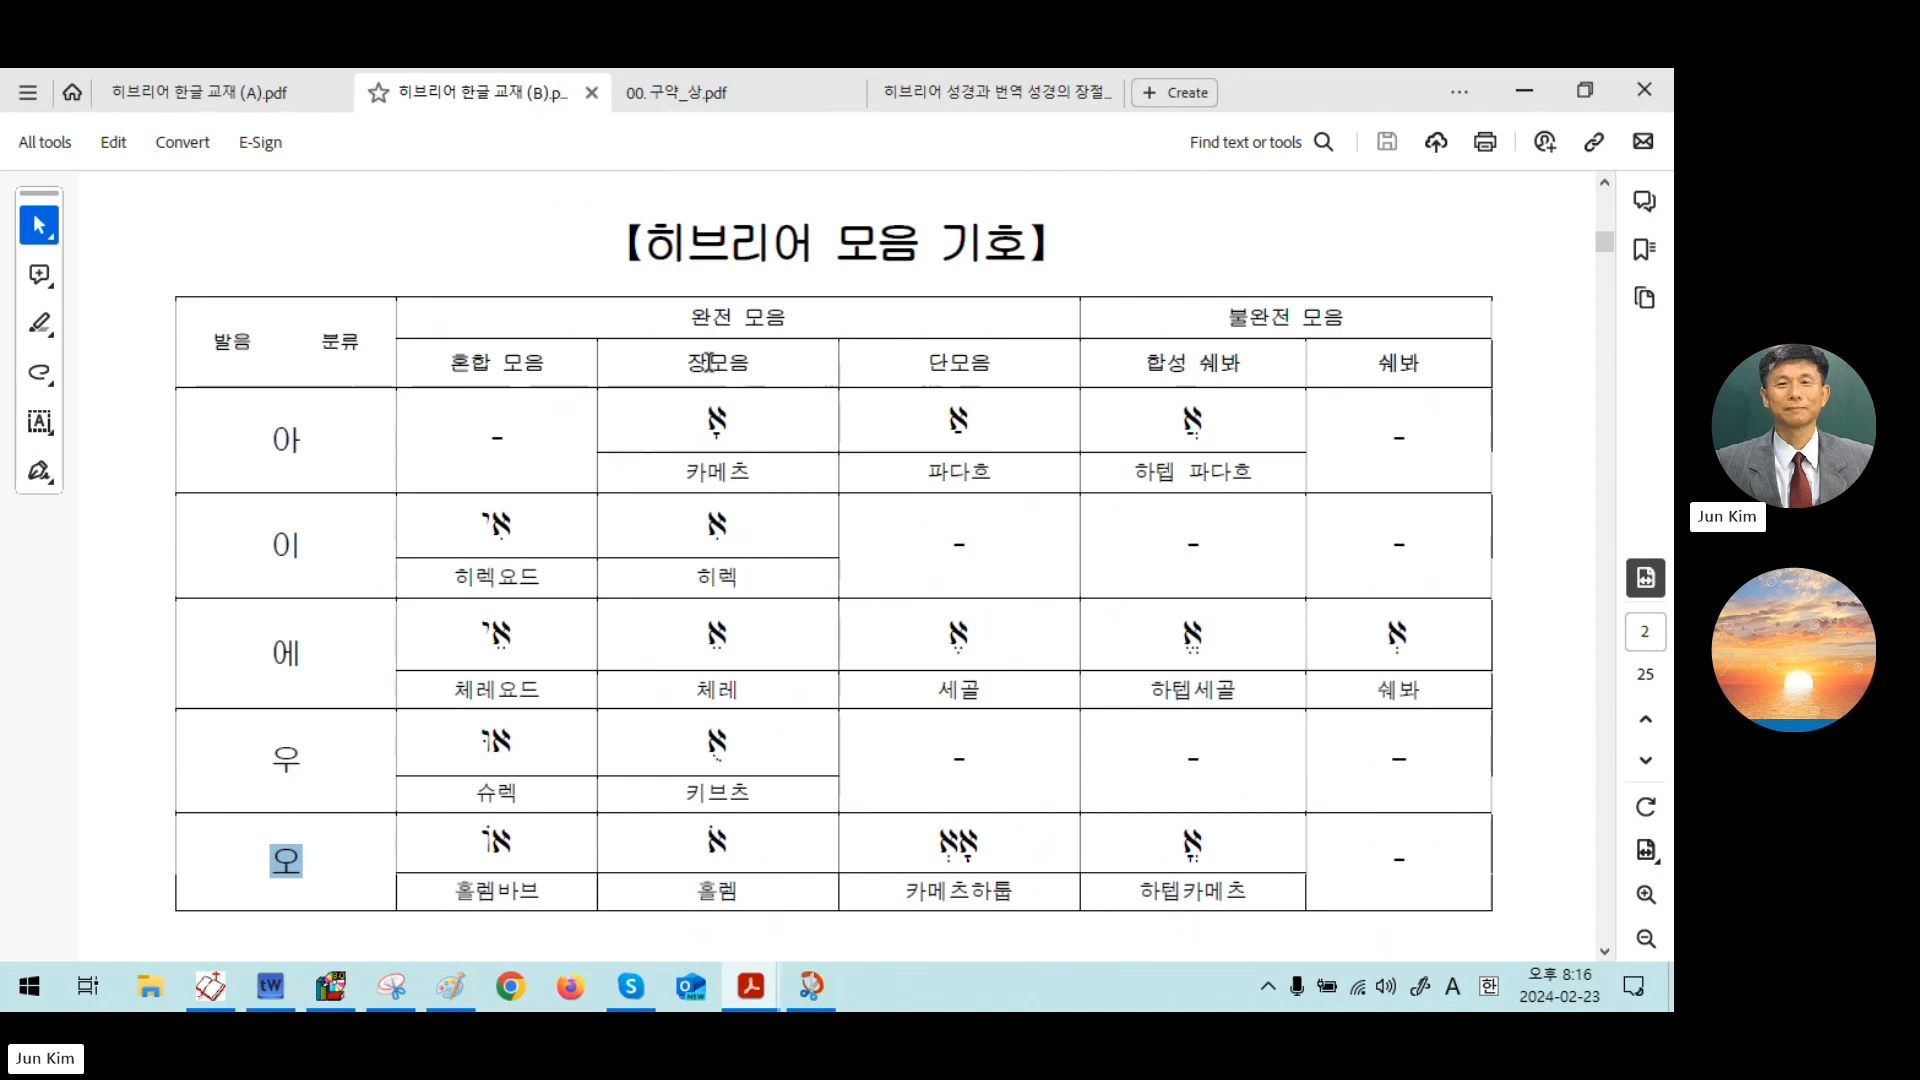 히브리어 한글 교재 (A).pdf
히브리어 한글 교재 (B).p...
00. 구약_상.pdf
히브리어 성경과 번역 성경의 장절...
+ Create
All tools Edit Convert E-Sign
Find text or tools
【히브리어 모음 기호】
발음 분류 완전 모음 불완전 모음
혼합 모음 장모음 단모음 합성 쉐봐 쉐봐
아 - אָ אַ אֲ -
카메츠 파다흐 하텝 파다흐
이 אִי אִ - - -
히렉요드 히렉
에 אֵי אֵ אֶ אֱ אְ
체레요드 체레 세골 하텝세골 쉐봐
우 אוּ אֻ - - -
슈렉 키브츠
오 אוֹ אֹ אָאְ אֳ -
홀렘바브 홀렘 카메츠하툽 하텝카메츠
2
25
Jun Kim
tW
S
NEW
A
한
오후 8:16
2024-02-23
Jun Kim